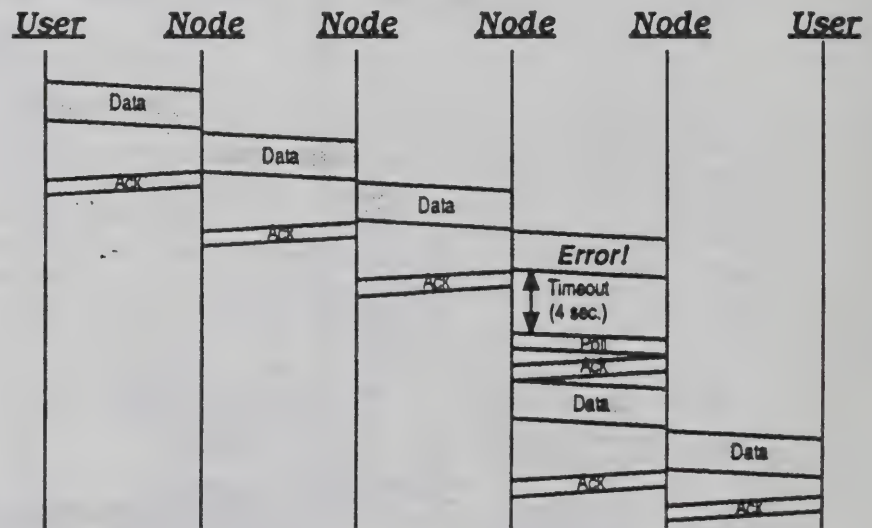 User Node Node Node Node User
Data
Data
Ack
Data
Ack
Error!
Ack
Timeout
(4 sec.)
Poll
Ack
Data
Data
Ack
Ack